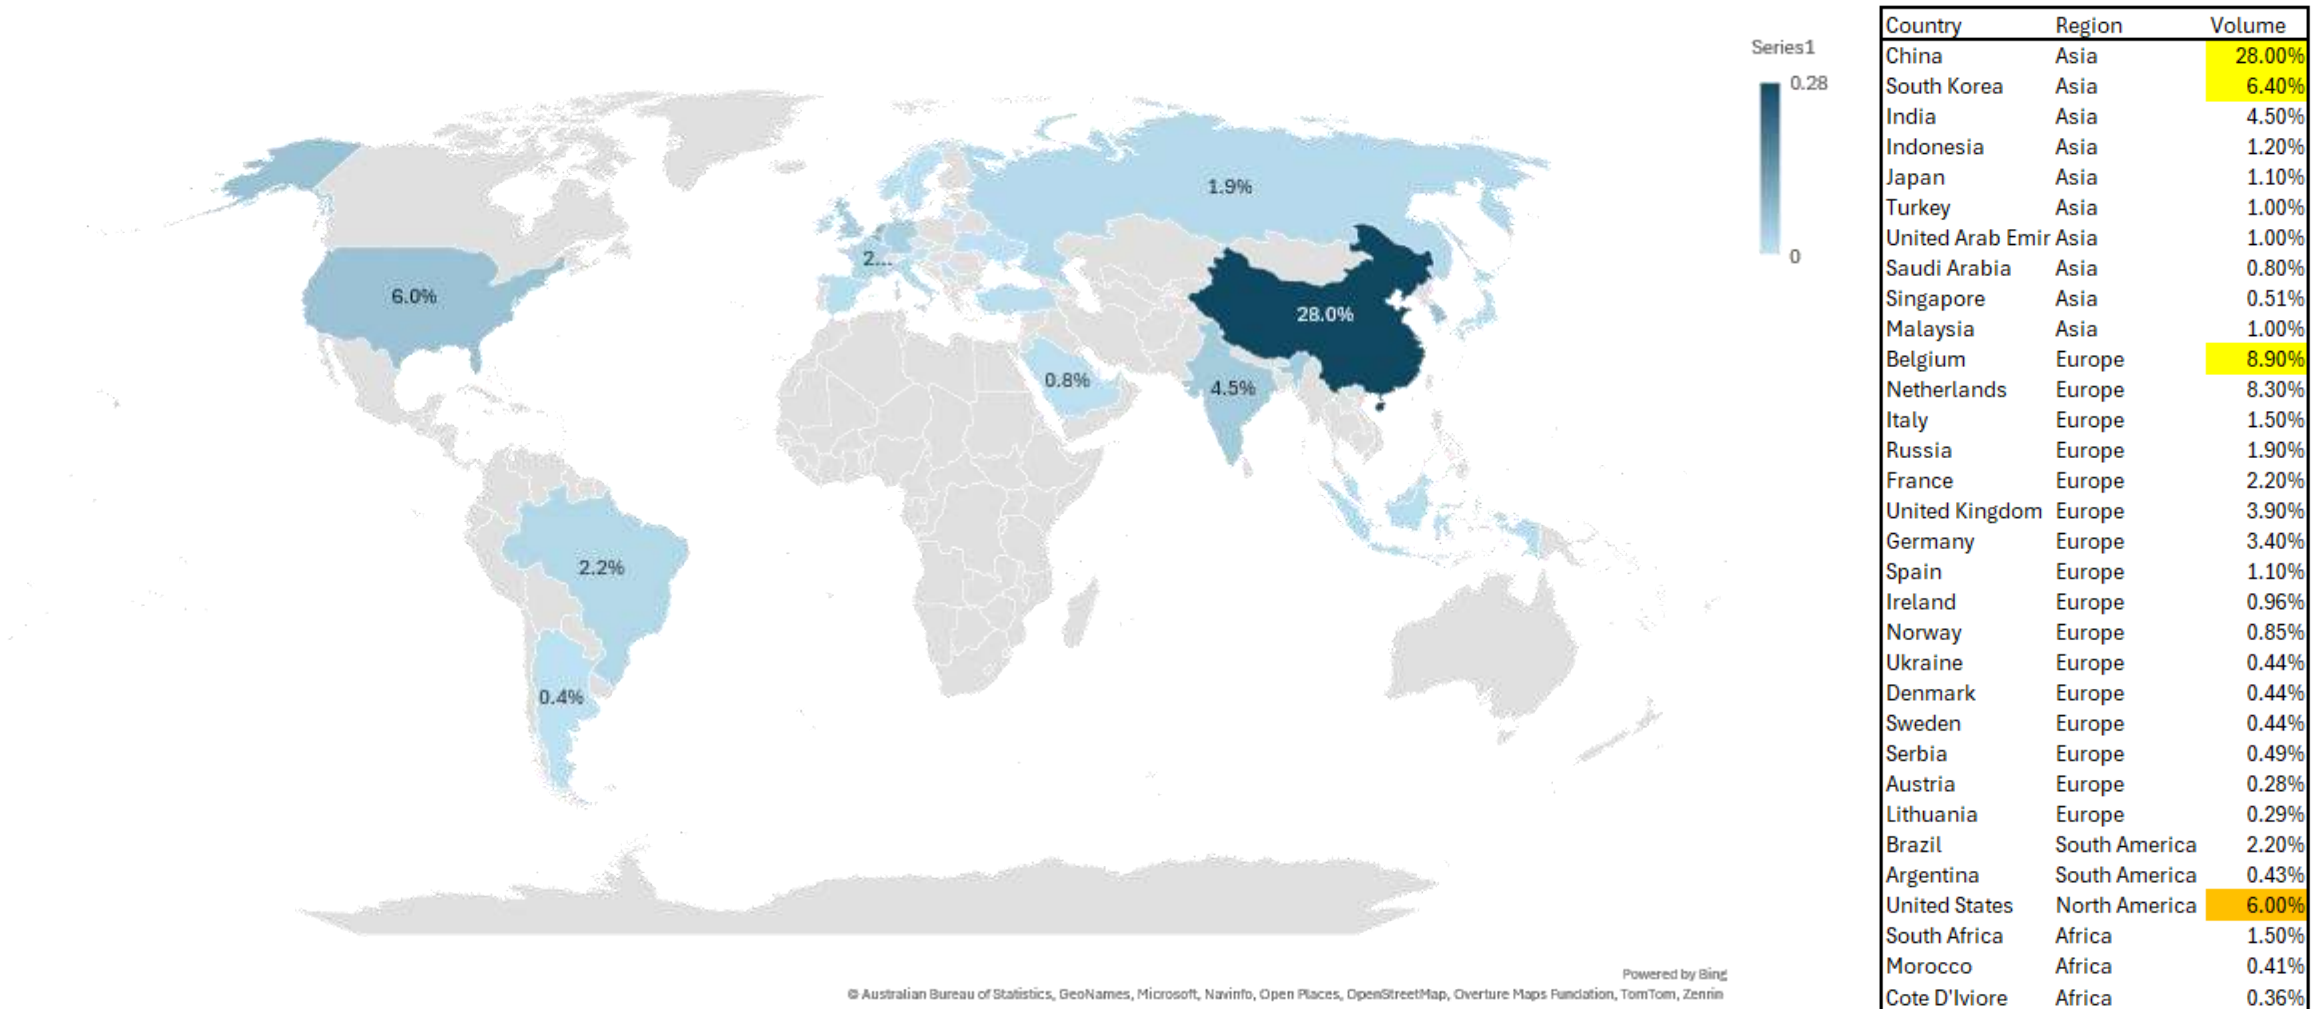 Series1
0.28
0
1.9%
2...
6.0%
28.0%
0.8%
4.5%
2.2%
0.4%
Powered by Bing
© Australian Bureau of Statistics, GeoNames, Microsoft, Navinfo, Open Places, OpenStreetMap, Overture Maps Fundation, TomTom, Zenrin
Country Region Volume
China Asia 28.00%
South Korea Asia 6.40%
India Asia 4.50%
Indonesia Asia 1.20%
Japan Asia 1.10%
Turkey Asia 1.00%
United Arab Emir Asia 1.00%
Saudi Arabia Asia 0.80%
Singapore Asia 0.51%
Malaysia Asia 1.00%
Belgium Europe 8.90%
Netherlands Europe 8.30%
Italy Europe 1.50%
Russia Europe 1.90%
France Europe 2.20%
United Kingdom Europe 3.90%
Germany Europe 3.40%
Spain Europe 1.10%
Ireland Europe 0.96%
Norway Europe 0.85%
Ukraine Europe 0.44%
Denmark Europe 0.44%
Sweden Europe 0.44%
Serbia Europe 0.49%
Austria Europe 0.28%
Lithuania Europe 0.29%
Brazil South America 2.20%
Argentina South America 0.43%
United States North America 6.00%
South Africa Africa 1.50%
Morocco Africa 0.41%
Cote D'Iviore Africa 0.36%